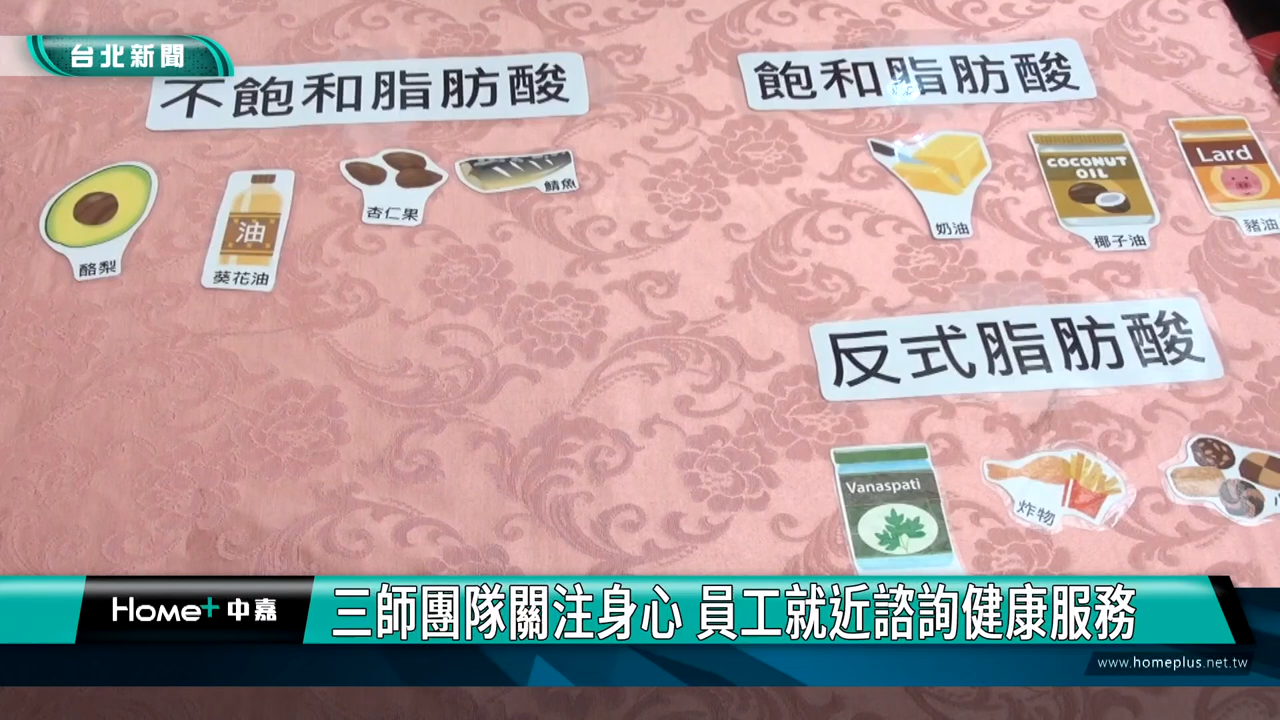 台北新聞
不飽和脂肪酸
飽和脂肪酸
酪梨
油
葵花油
杏仁果
鯖魚
奶油
COCONUT
OIL
椰子油
Lard
豬油
反式脂肪酸
Vanaspati
炸物
Home+ 中嘉
三師團隊關注身心 員工就近諮詢健康服務
www.homeplus.net.tw